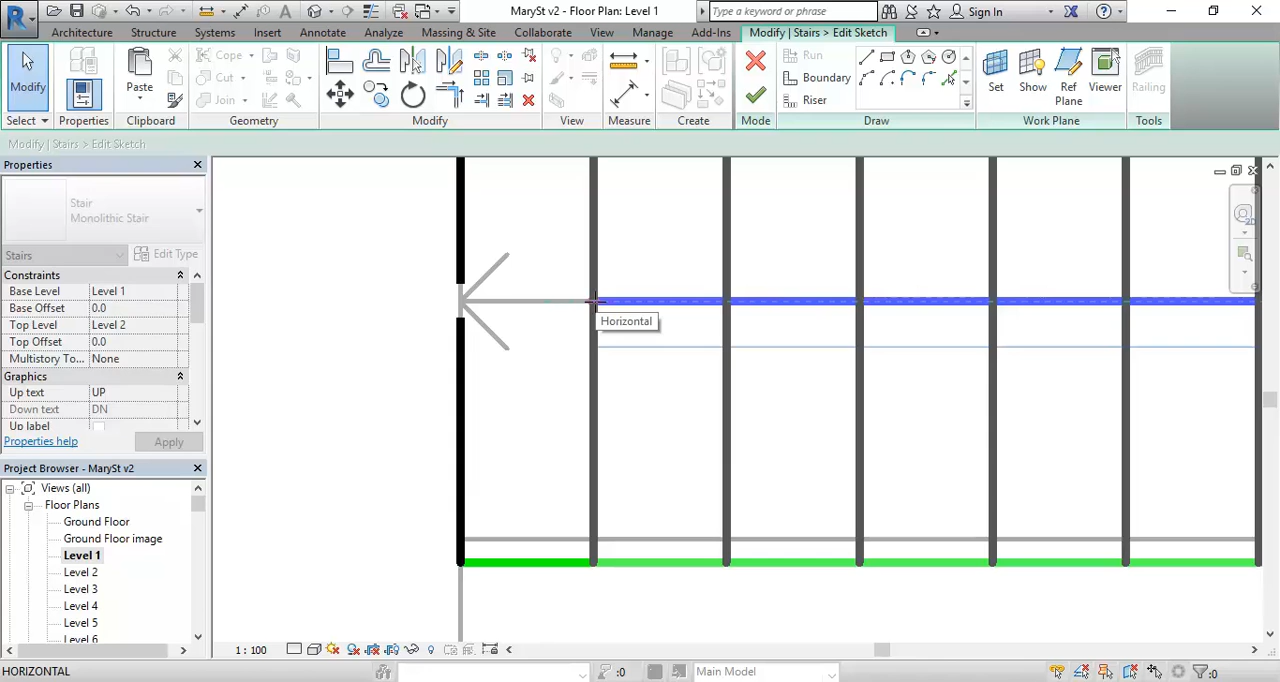 MarySt v2 - Floor Plan: Level 1
Type a keyword or phrase
Sign In
Architecture Structure Systems Insert Annotate Analyze Massing & Site Collaborate View Manage Add-Ins Modify | Stairs > Edit Sketch
Modify
Paste
Cope
Cut
Join
Run
Boundary
Riser
Set
Show
Ref
Plane
Viewer
Railing
Select Properties Clipboard Geometry Modify View Measure Create Mode Draw Work Plane Tools
Modify | Stairs > Edit Sketch
Properties
Stair
Monolithic Stair
Stairs
Edit Type
Constraints
Base Level Level 1
Base Offset 0.0
Top Level Level 2
Top Offset 0.0
Multistory To... None
Graphics
Up text UP
Down text DN
Up label
Properties help
Apply
Project Browser - MarySt v2
Views (all)
Floor Plans
Ground Floor
Ground Floor image
Level 1
Level 2
Level 3
Level 4
Level 5
Level 6
Horizontal
1 : 100
HORIZONTAL
:0
Main Model
:0